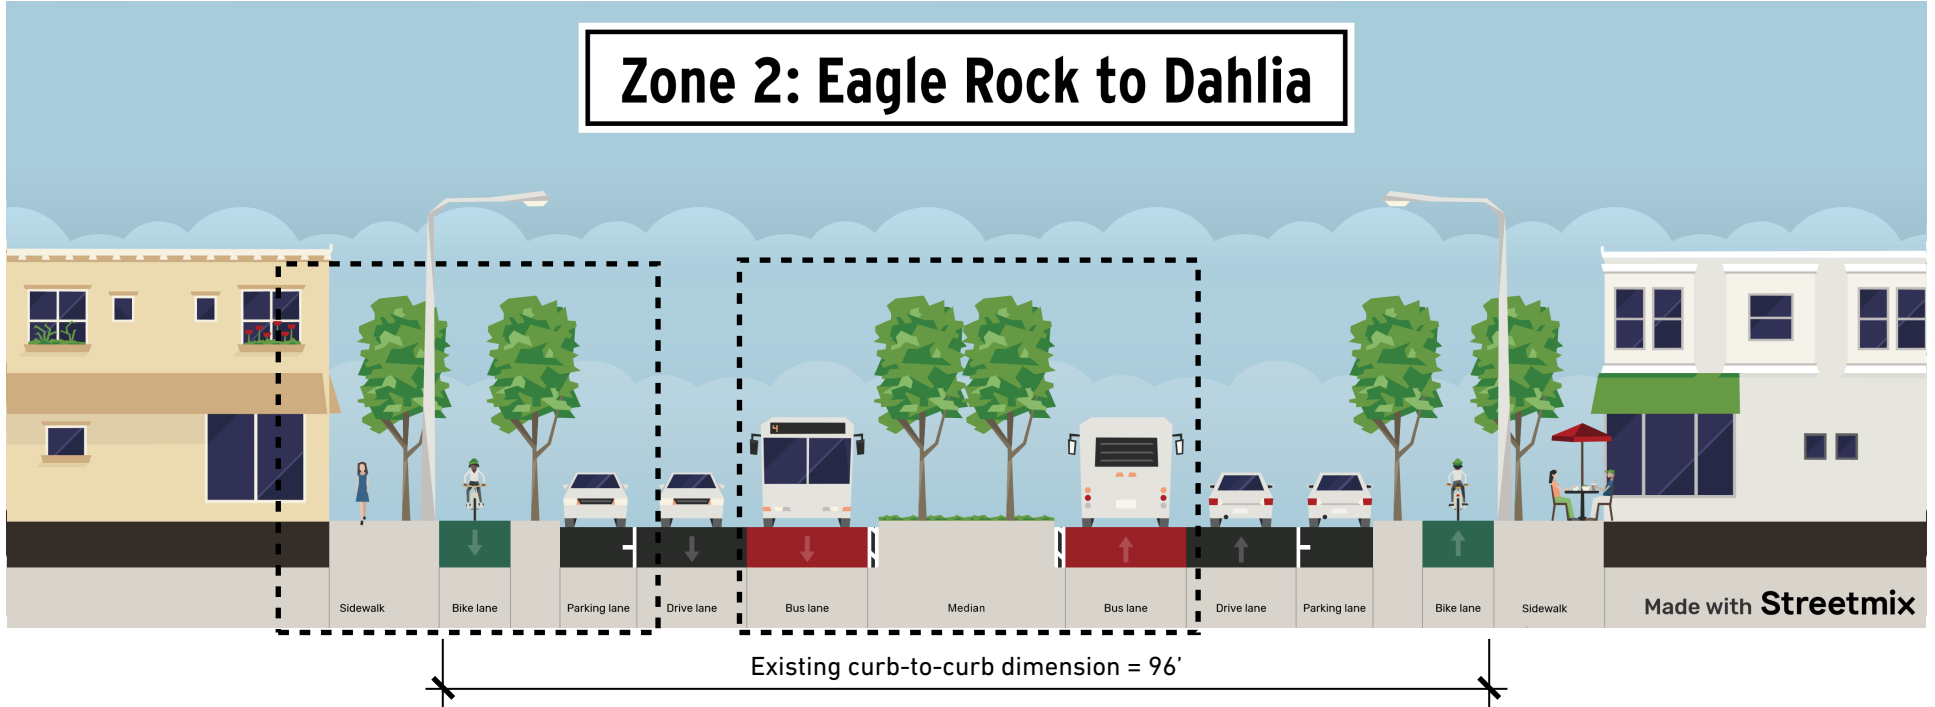 Zone 2: Eagle Rock to Dahlia
4
Sidewalk
Bike lane
Parking lane
Drive lane
Bus lane
Median
Bus lane
Drive lane
Parking lane
Bike lane
Sidewalk
Made with Streetmix
Existing curb-to-curb dimension = 96'